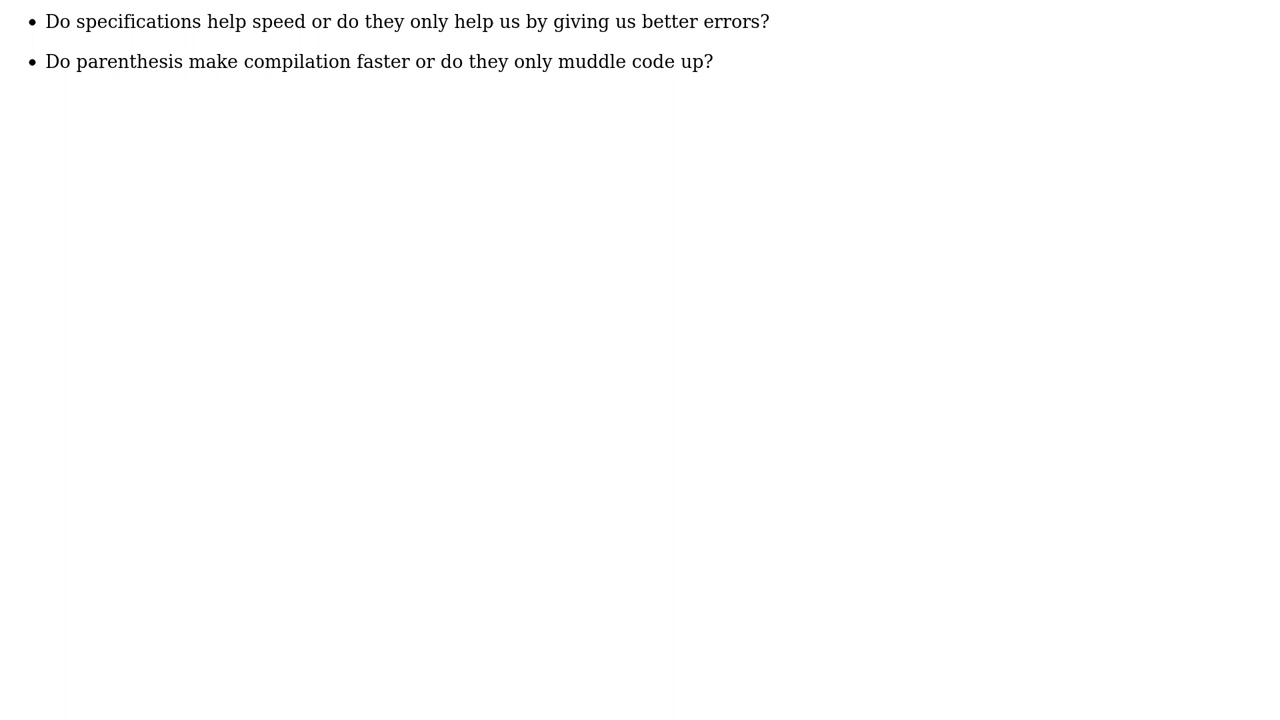 • Do specifications help speed or do they only help us by giving us better errors?
• Do parenthesis make compilation faster or do they only muddle code up?